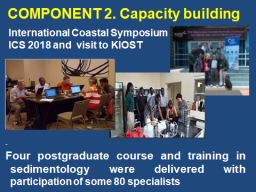 COMPONENT 2. Capacity building
International Coastal Symposium
ICS 2018 and visit to KIOST
Four postgraduate course and training in
sedimentology were delivered with
participation of some 80 specialists